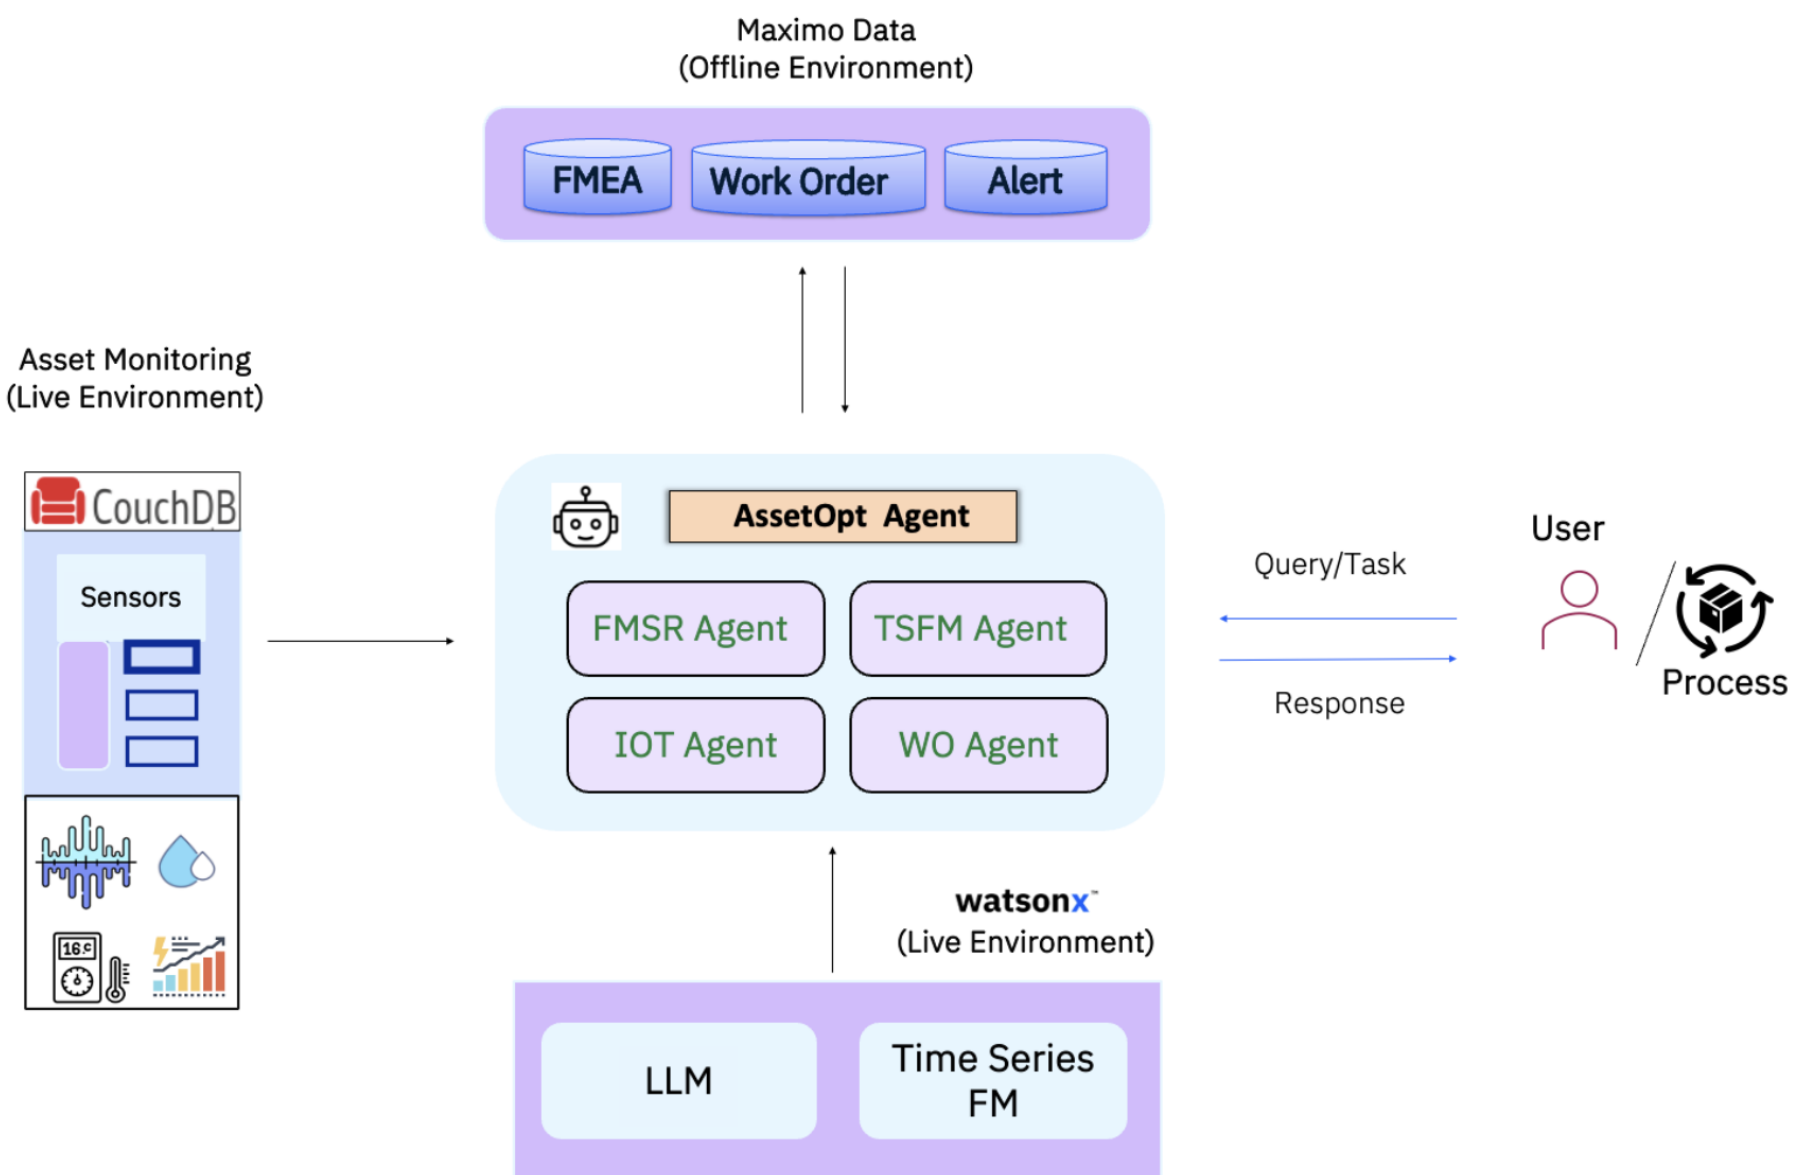 Maximo Data
(Offline Environment)
FMEA
Work Order
Alert
Asset Monitoring
(Live Environment)
CouchDB
Sensors
16.c
AssetOpt Agent
FMSR Agent
TSFM Agent
IOT Agent
WO Agent
Query/Task
Response
User
Process
watsonx™
(Live Environment)
LLM
Time Series
FM